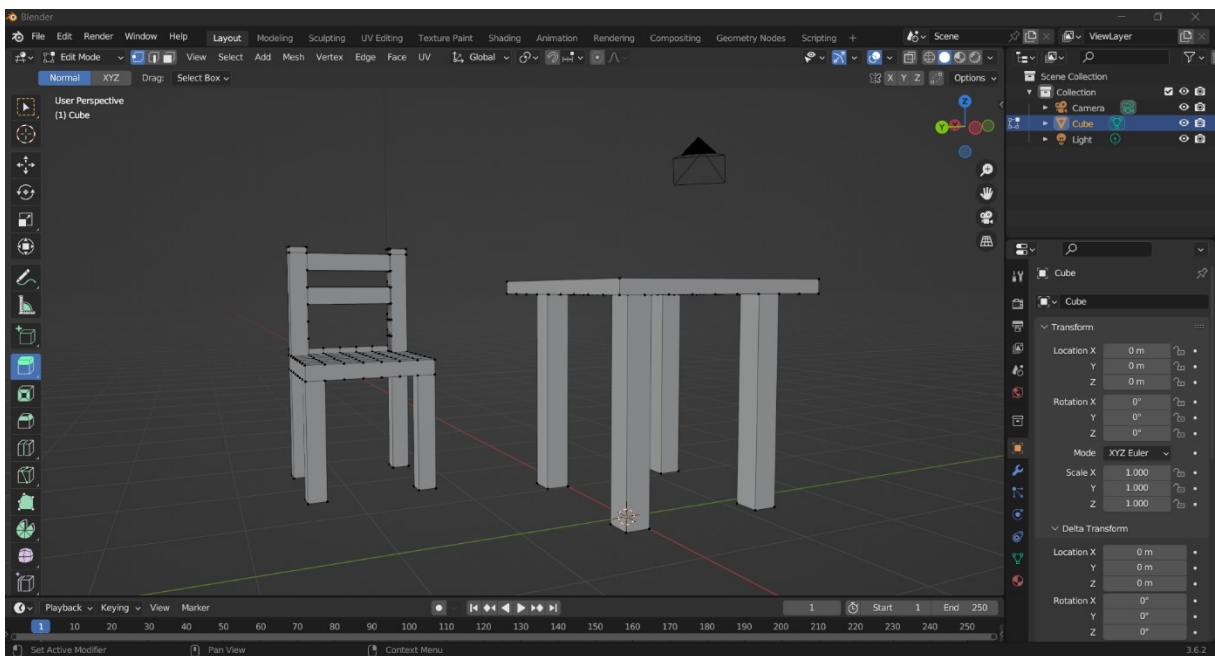 Blender
File Edit Render Window Help Layout Modeling Sculpting UV Editing Texture Paint Shading Animation Rendering Compositing Geometry Nodes Scripting + Scene ViewLayer
Edit Mode View Select Add Mesh Vertex Edge Face UV Global
Normal XYZ Drag: Select Box X Y Z Options
User Perspective
(1) Cube
Z
Y
Scene Collection
Collection
Camera
Cube
Light
Cube
Cube
Transform
Location X 0 m
Y 0 m
Z 0 m
Rotation X 0°
Y 0°
Z 0°
Mode XYZ Euler
Scale X 1.000
Y 1.000
Z 1.000
Delta Transform
Location X 0 m
Y 0 m
Z 0 m
Rotation X 0°
Y 0°
Z 0°
Playback Keying View Marker 1 Start 1 End 250
1 10 20 30 40 50 60 70 80 90 100 110 120 130 140 150 160 170 180 190 200 210 220 230 240 250
Set Active Modifier Pan View Context Menu 3.6.2